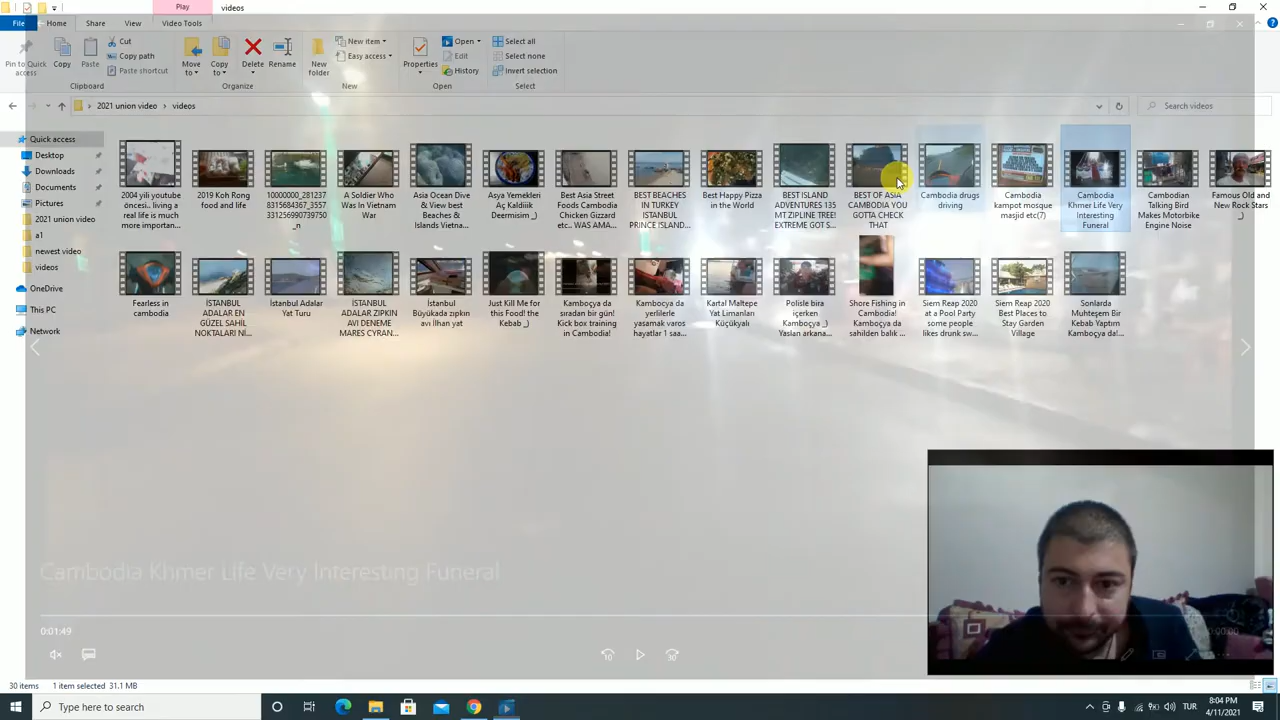 Play
videos
File
Home
Share
View
Video Tools
Pin to Quick
access
Copy
Paste
Cut
Copy path
Paste shortcut
Clipboard
Move
to
Copy
to
Delete
Rename
Organize
New
folder
New item
Easy access
New
Properties
Open
Edit
History
Open
Select all
Select none
Invert selection
Select
2021 union video
videos
Search videos
Quick access
Desktop
Downloads
Documents
Pictures
2021 union video
a1
newest video
videos
OneDrive
This PC
Network
2004 yili youtube
öncesi.. living a
real life is much
more important...
2019 Koh Rong
food and life
10000000_281237
8315684367_3557
331256990739750
_n
A Soldier Who
Was In Vietnam
War
Asia Ocean Dive
& View best
Beaches &
Islands Vietna...
Asya Yemekleri
Aç Kaldiik
Deermisim _)
Best Asia Street
Foods Cambodia
Chicken Gizzard
etc.. WAS AMA...
BEST BEACHES
IN TURKEY
ISTANBUL
PRINCE ISLAND...
Best Happy Pizza
in the World
BEST ISLAND
ADVENTURES 135
MT ZIPLINE TREE!
EXTREME GOT S...
BEST OF ASIA
CAMBODIA YOU
GOTTA CHECK
THAT
Cambodia drugs
driving
Cambodia
kampot mosque
masjid etc(7)
Cambodia
Khmer Life Very
Interesting
Funeral
Cambodian
Talking Bird
Makes Motorbike
Engine Noise
Famous Old and
New Rock Stars
_)
Fearless in
cambodia
İSTANBUL
ADALAR EN
GÜZEL SAHİL
NOKTALARI NI...
İstanbul Adalar
Yat Turu
İSTANBUL
ADALAR ZIPKIN
AVI DENEME
MARES CYRAN...
İstanbul
Büyükada zıpkın
avı İlhan yat
Just Kill Me for
this Food! the
Kebab _)
Kamboçya da
sıradan bir gün!
Kick box training
in Cambodia!
Kambocya da
yerlilerle
yasamak varos
hayatlar 1 saa...
Kartal Maltepe
Yat Limanları
Küçükyalı
Polisle bira
içerken
Kamboçya _)
Yaslan arkana...
Shore Fishing in
Cambodia!
Kamboçya da
sahilden balık ...
Siem Reap 2020
at a Pool Party
some people
likes drunk sw...
Siem Reap 2020
Best Places to
Stay Garden
Village
Sonlarda
Muhteşem Bir
Kebab Yaptım
Kamboçya da!...
Cambodia Khmer Life Very Interesting Funeral
0:01:49
0:00:00
10
30
30 items
1 item selected
31.1 MB
Type here to search
TUR
8:04 PM
4/11/2021